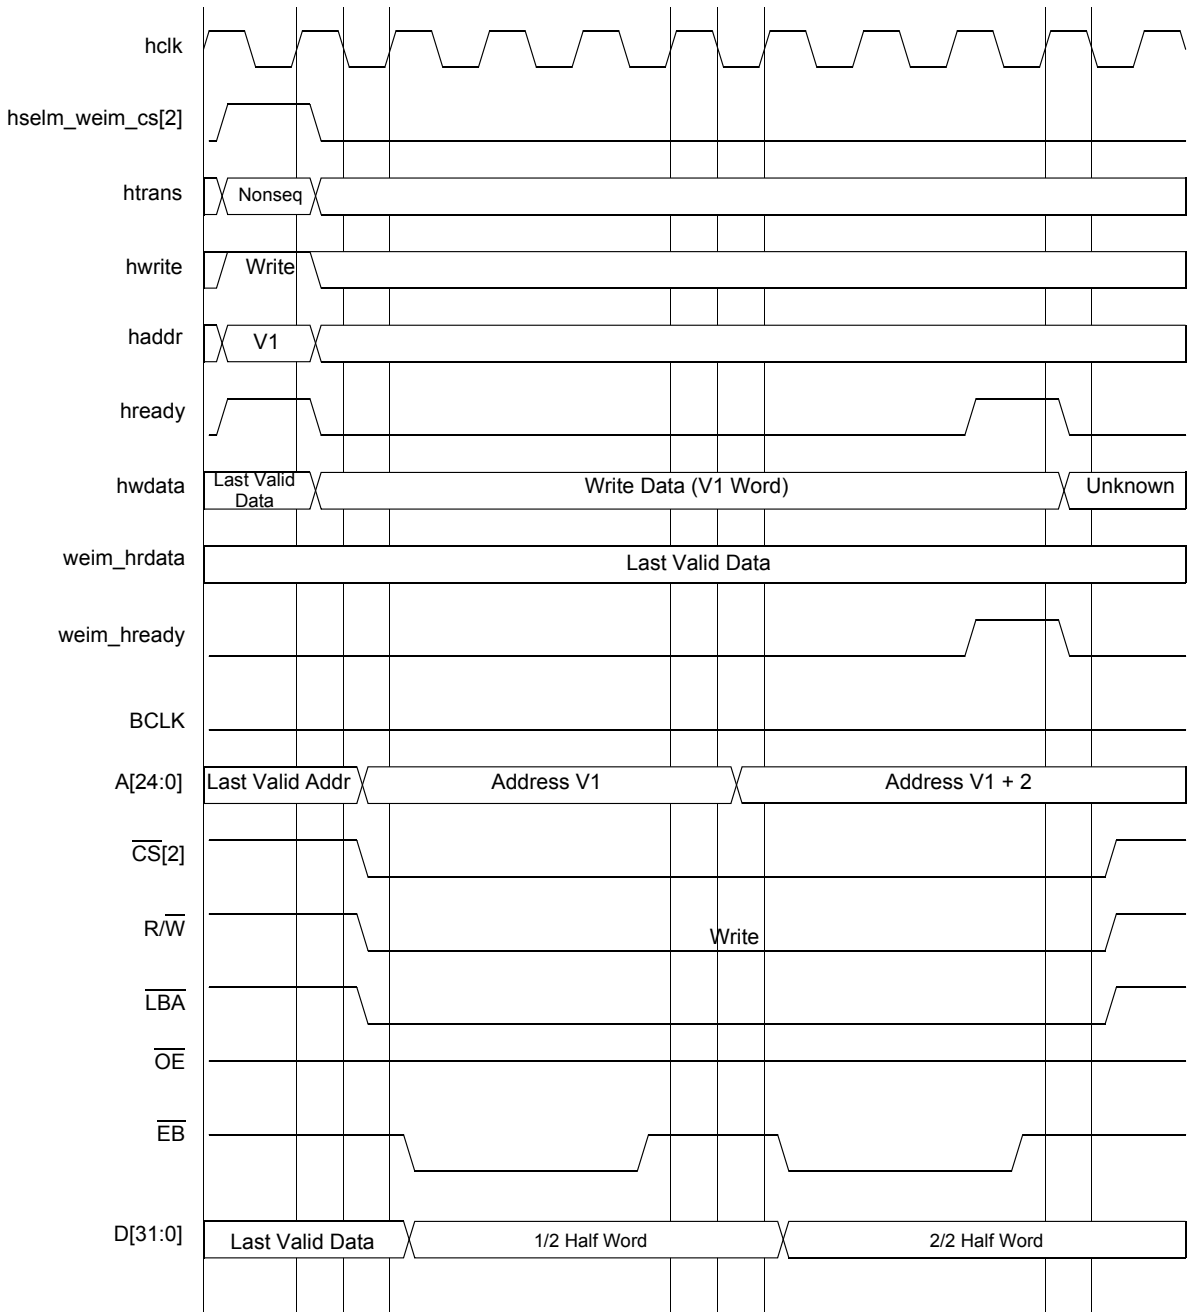 hclk
hselm_weim_cs[2]
htrans
Nonseq
hwrite
Write
haddr
V1
hready
hwdata
Last Valid
Data
Write Data (V1 Word)
Unknown
weim_hrdata
Last Valid Data
weim_hready
BCLK
A[24:0]
Last Valid Addr
Address V1
Address V1 + 2
CS[2]
R/W
Write
LBA
OE
EB
D[31:0]
Last Valid Data
1/2 Half Word
2/2 Half Word